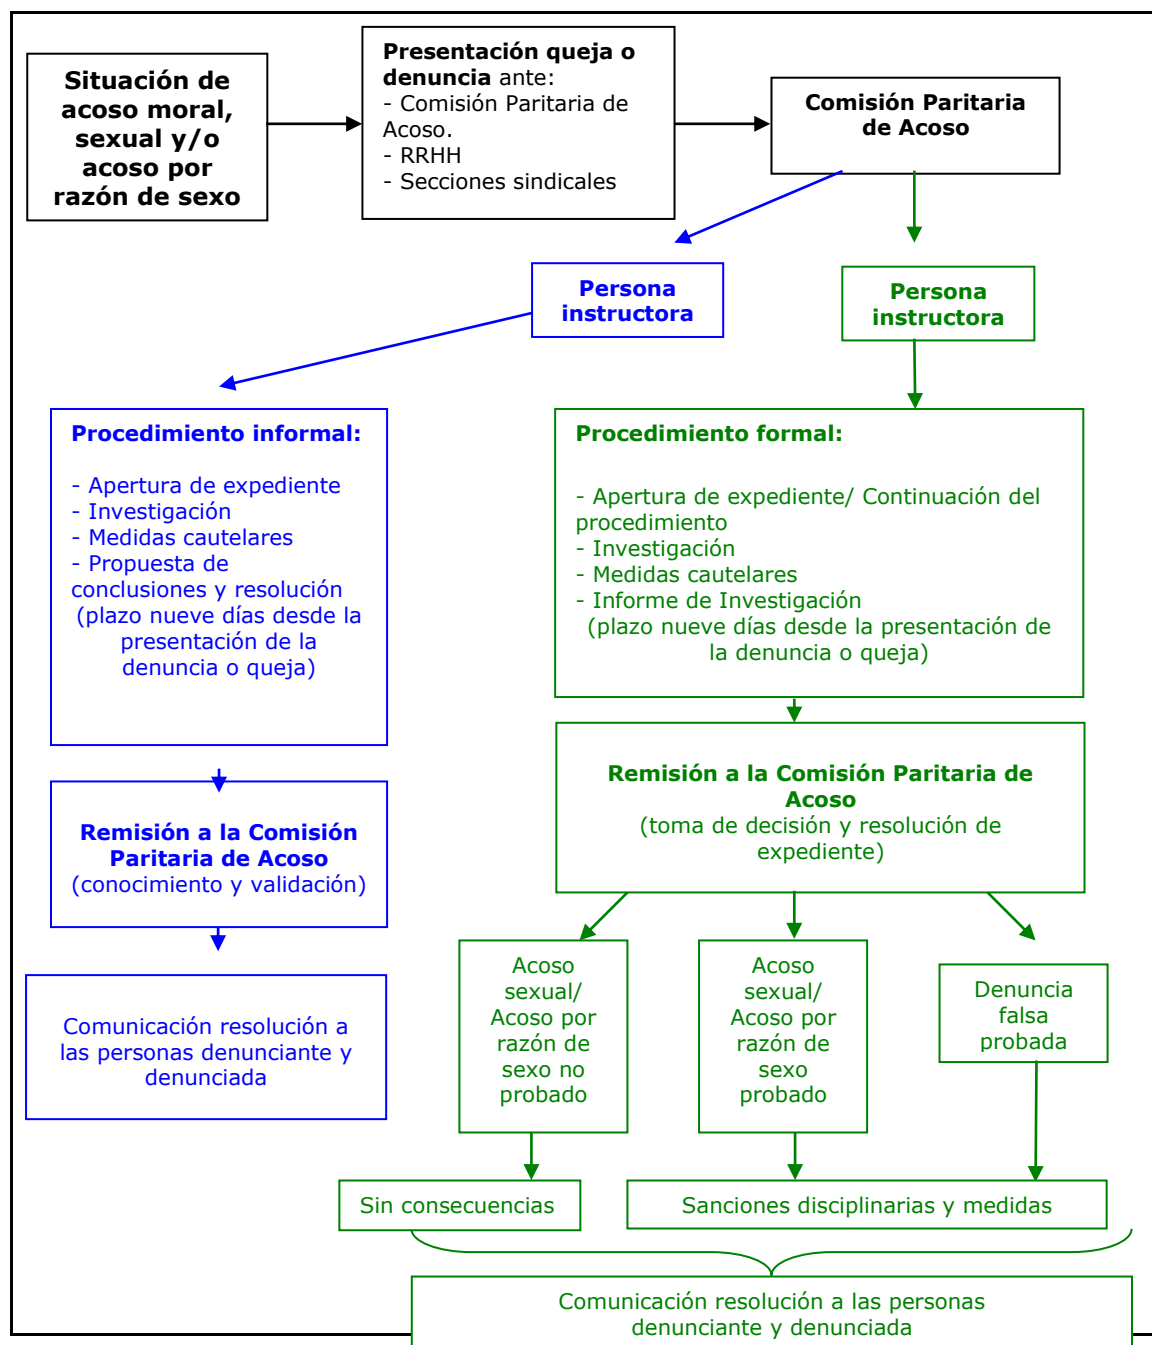 Situación de
acoso moral,
sexual y/o
acoso por
razón de sexo
Presentación queja o
denuncia ante:
- Comisión Paritaria de
Acoso.
- RRHH
- Secciones sindicales
Comisión Paritaria
de Acoso
Persona
instructora
Persona
instructora
Procedimiento informal:
- Apertura de expediente
- Investigación
- Medidas cautelares
- Propuesta de
conclusiones y resolución
(plazo nueve días desde la
presentación de la
denuncia o queja)
Procedimiento formal:
- Apertura de expediente/ Continuación del
procedimiento
- Investigación
- Medidas cautelares
- Informe de Investigación
(plazo nueve días desde la presentación de
la denuncia o queja)
Remisión a la Comisión
Paritaria de Acoso
(conocimiento y validación)
Remisión a la Comisión Paritaria de
Acoso
(toma de decisión y resolución de
expediente)
Comunicación resolución a
las personas denunciante y
denunciada
Acoso
sexual/
Acoso por
razón de
sexo no
probado
Acoso
sexual/
Acoso por
razón de
sexo
probado
Denuncia
falsa
probada
Sin consecuencias
Sanciones disciplinarias y medidas
Comunicación resolución a las personas
denunciante y denunciada